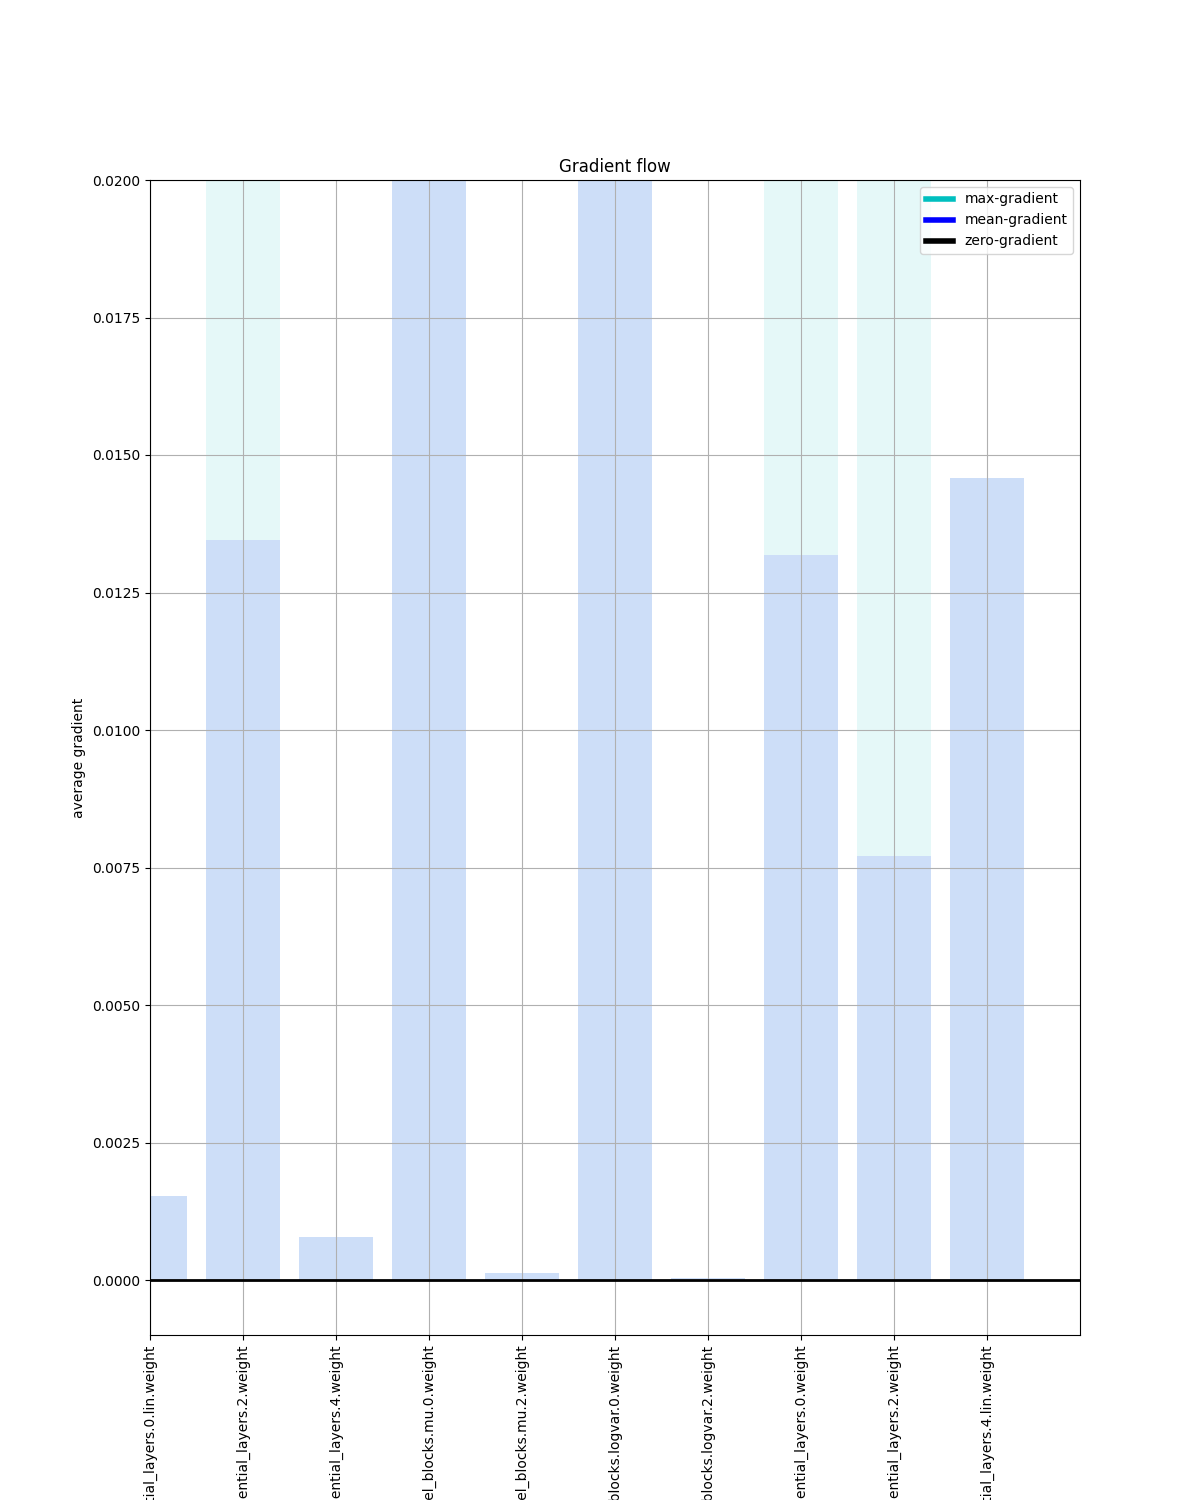 Gradient flow
max-gradient
mean-gradient
zero-gradient
0.0200
0.0175
0.0150
0.0125
0.0100
0.0075
0.0050
0.0025
0.0000
average gradient
tial_layers.0.lin.weight
ential_layers.2.weight
ential_layers.4.weight
el_blocks.mu.0.weight
el_blocks.mu.2.weight
blocks.logvar.0.weight
blocks.logvar.2.weight
ential_layers.0.weight
ential_layers.2.weight
tial_layers.4.lin.weight